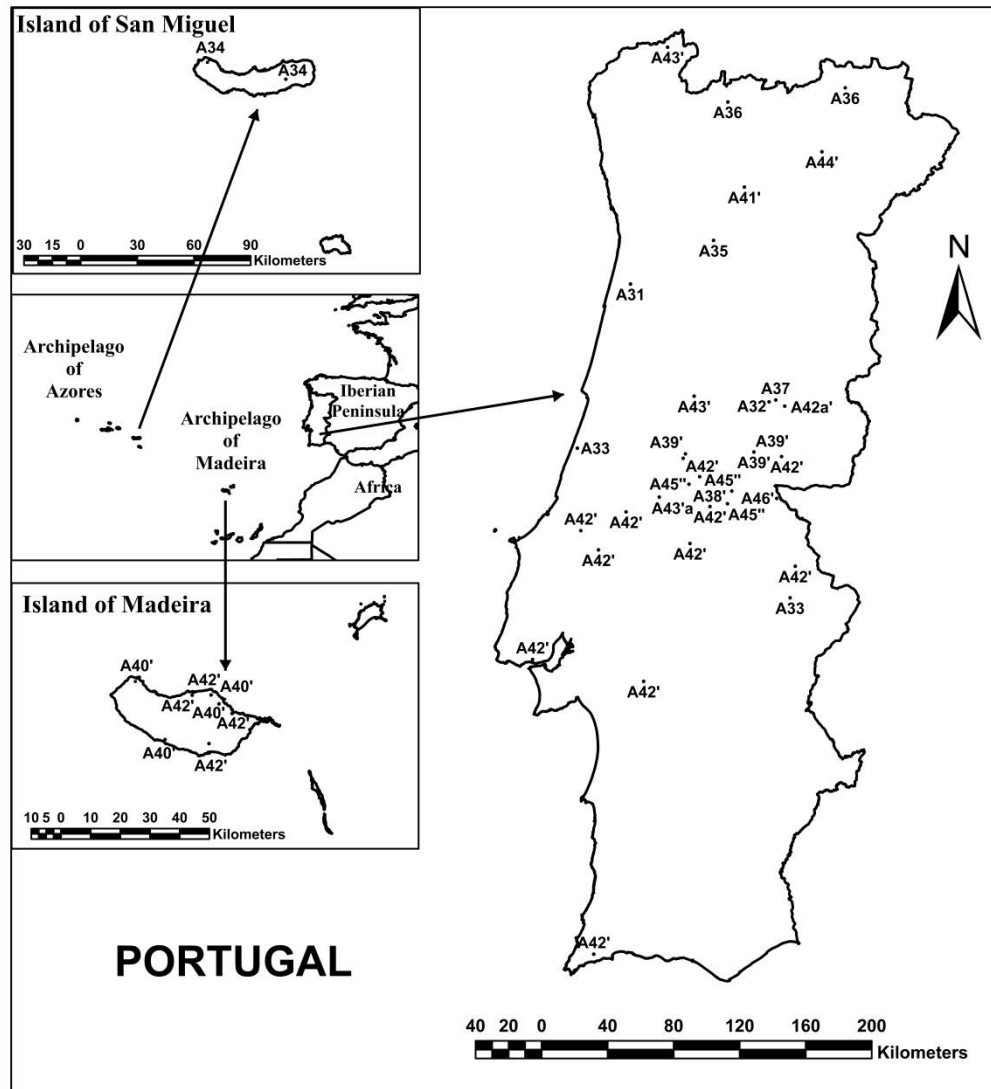 Island of San Miguel
A34
A34
30 15 0 30 60 90
Kilometers
Archipelago
of
Azores
Archipelago
of
Madeira
Iberian
Peninsula
Africa
Island of Madeira
A40'
A42'
A40'
A42'
A40'
A42'
A40'
A42'
10 5 0 10 20 30 40 50
Kilometers
PORTUGAL
A43'
A36
A36
A44'
A41'
A35
A31
N
A43'
A37
A32'
A42a'
A33
A39'
A39'
A42'
A39'
A42'
A45"
A45"
A38'
A46'
A43'a
A42'
A45"
A42'
A42'
A42'
A42'
A42'
A33
A42'
A42'
A42'
40 20 0 40 80 120 160 200
Kilometers